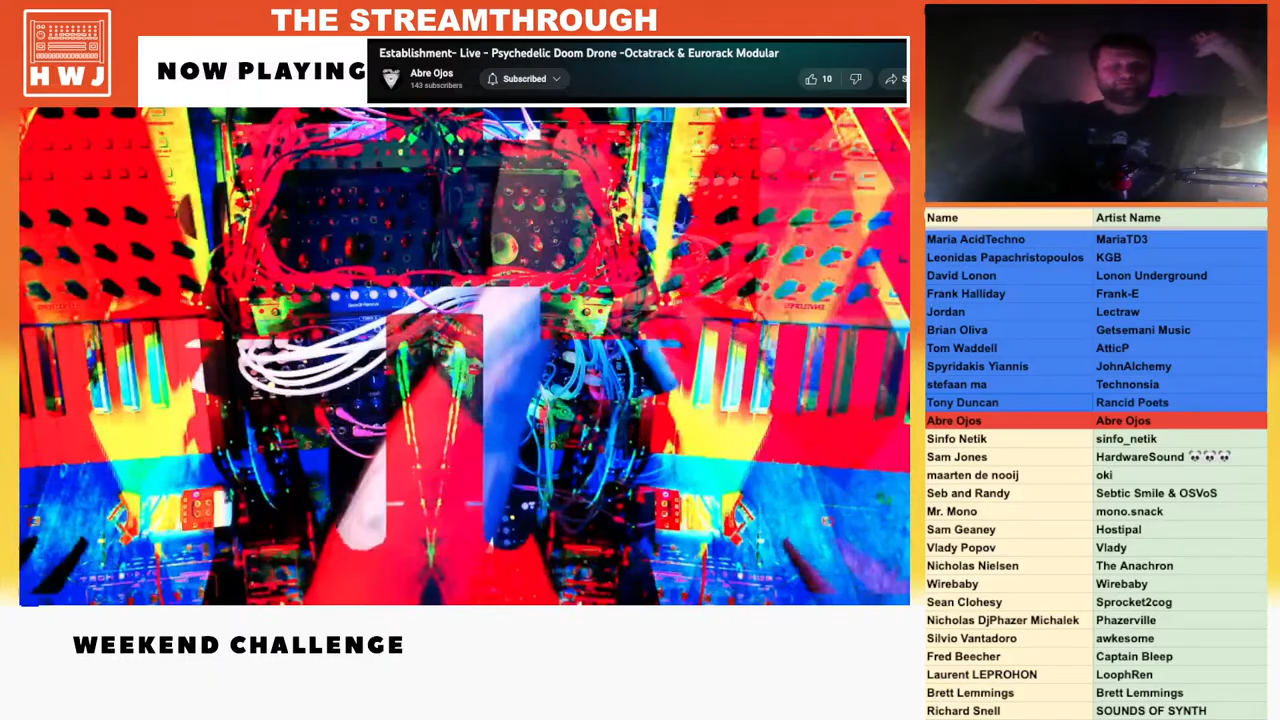 THE STREAMTHROUGH
HWJ
NOW PLAYING
Establishment- Live - Psychedelic Doom Drone -Octatrack & Eurorack Modular
Abre Ojos
143 subscribers
Subscribed
10
S
Name Artist Name
Maria AcidTechno MariaTD3
Leonidas Papachristopoulos KGB
David Lonon Lonon Underground
Frank Halliday Frank-E
Jordan Lectraw
Brian Oliva Getsemani Music
Tom Waddell AtticP
Spyridakis Yiannis JohnAlchemy
stefaan ma Technonsia
Tony Duncan Rancid Poets
Abre Ojos Abre Ojos
Sinfo Netik sinfo_netik
Sam Jones HardwareSound 🐼🐼🐼
maarten de nooij oki
Seb and Randy Sebtic Smile & OSVoS
Mr. Mono mono.snack
Sam Geaney Hostipal
Vlady Popov Vlady
Nicholas Nielsen The Anachron
Wirebaby Wirebaby
Sean Clohesy Sprocket2cog
Nicholas DjPhazer Michalek Phazerville
Silvio Vantadoro awkesome
Fred Beecher Captain Bleep
Laurent LEPROHON LoophRen
Brett Lemmings Brett Lemmings
Richard Snell SOUNDS OF SYNTH
WEEKEND CHALLENGE